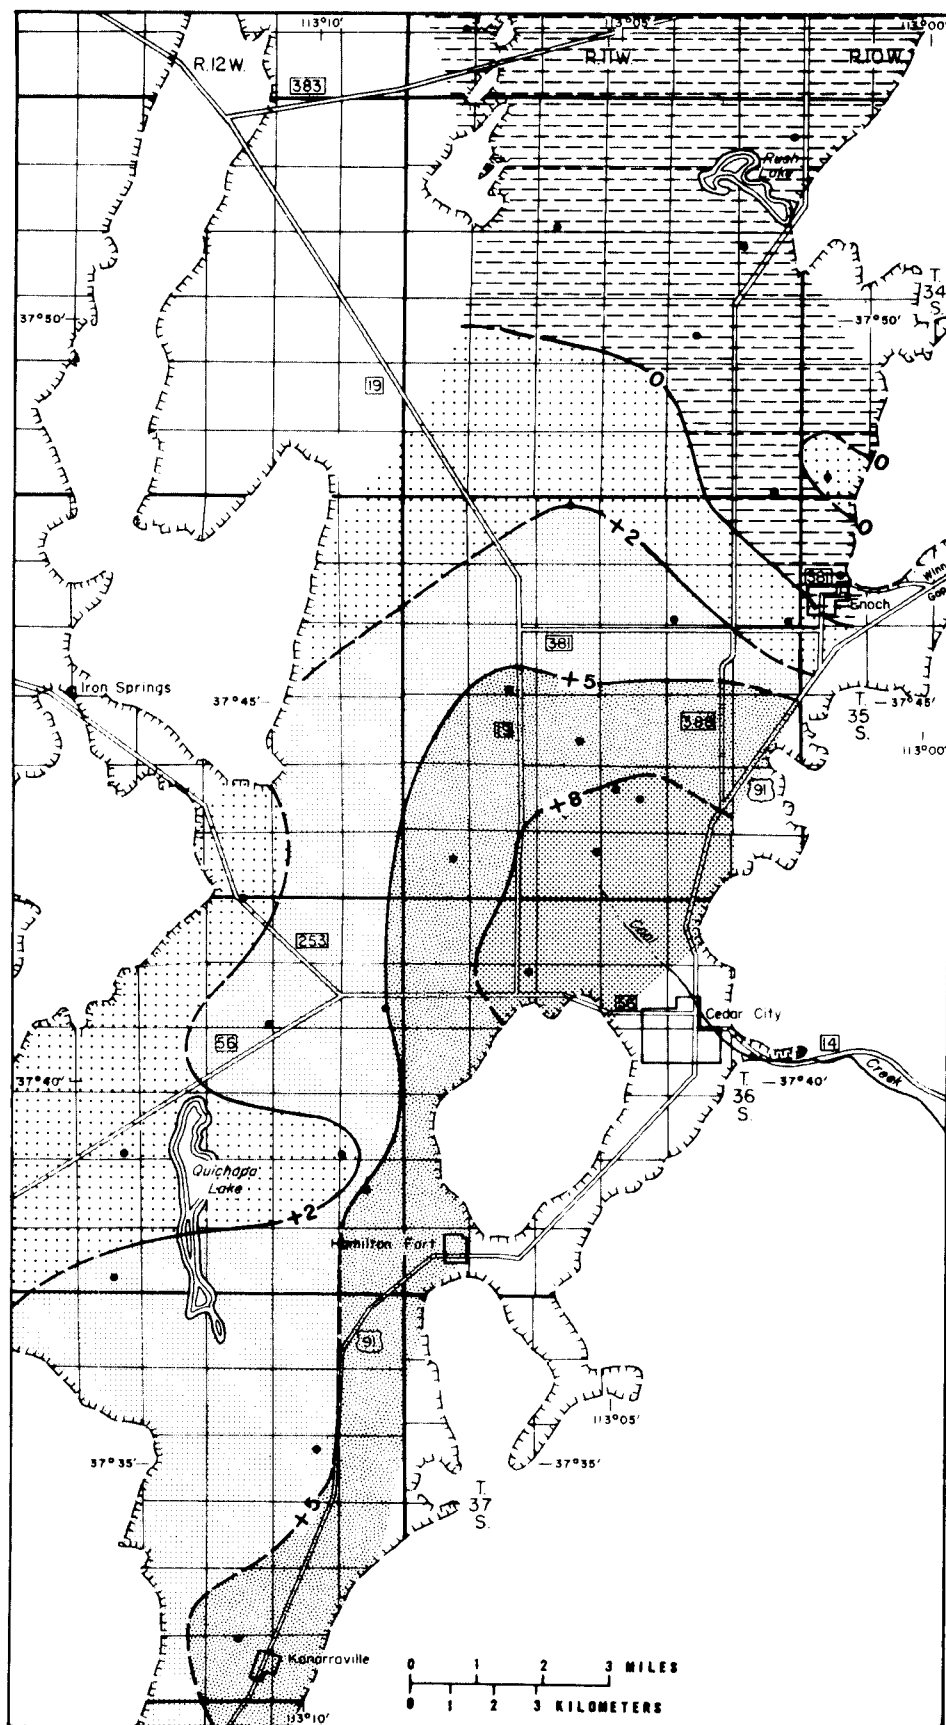 113°10'
113°05'
113°00'
R.12W.
R.11W.
R.10W.
383
Rush
Lake
T.
34
S.
37°50'
37°50'
19
0
0
0
+2
381
Enoch
Gap
381
Iron Springs
37°45'
+5
19
388
T.
35
S.
37°45'
113°00'
91
+8
253
Coal
56
56
Cedar City
14
37°40'
T.
36
S.
37°40'
Creek
Quichapa
Lake
+2
Hamilton Fort
91
113°05'
37°35'
37°35'
T.
37
S.
+5
Kanarraville
0 1 2 3 MILES
0 1 2 3 KILOMETERS
113°10'